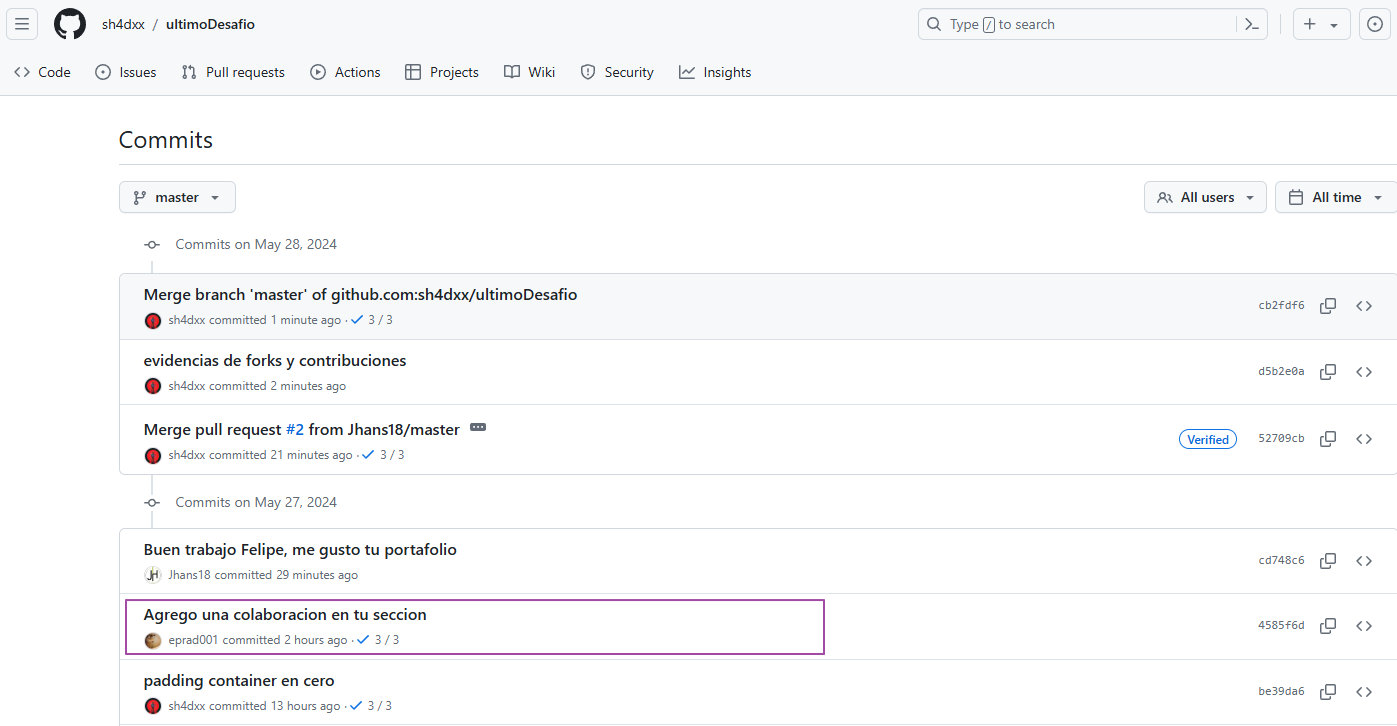 sh4dxx / ultimoDesafio Type / to search
Code Issues Pull requests Actions Projects Wiki Security Insights
Commits
master All users All time
Commits on May 28, 2024
Merge branch 'master' of github.com:sh4dxx/ultimoDesafio
sh4dxx committed 1 minute ago · 3 / 3 cb2fdf6
evidencias de forks y contribuciones
sh4dxx committed 2 minutes ago d5b2e0a
Merge pull request #2 from Jhans18/master
sh4dxx committed 21 minutes ago · 3 / 3 Verified 52709cb
Commits on May 27, 2024
Buen trabajo Felipe, me gusto tu portafolio
JH Jhans18 committed 29 minutes ago cd748c6
Agrego una colaboracion en tu seccion
eprad001 committed 2 hours ago · 3 / 3 4585f6d
padding container en cero
sh4dxx committed 13 hours ago · 3 / 3 be39da6